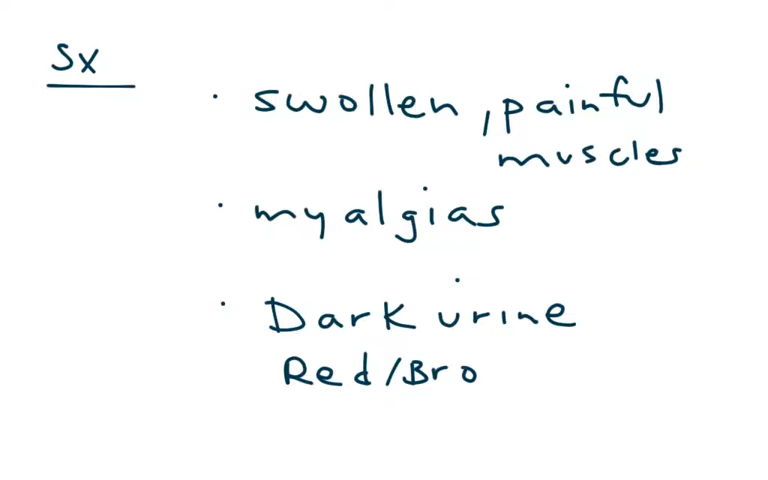 Sx
· swollen, painful
muscles
· myalgias
· Dark urine
Red/Bro